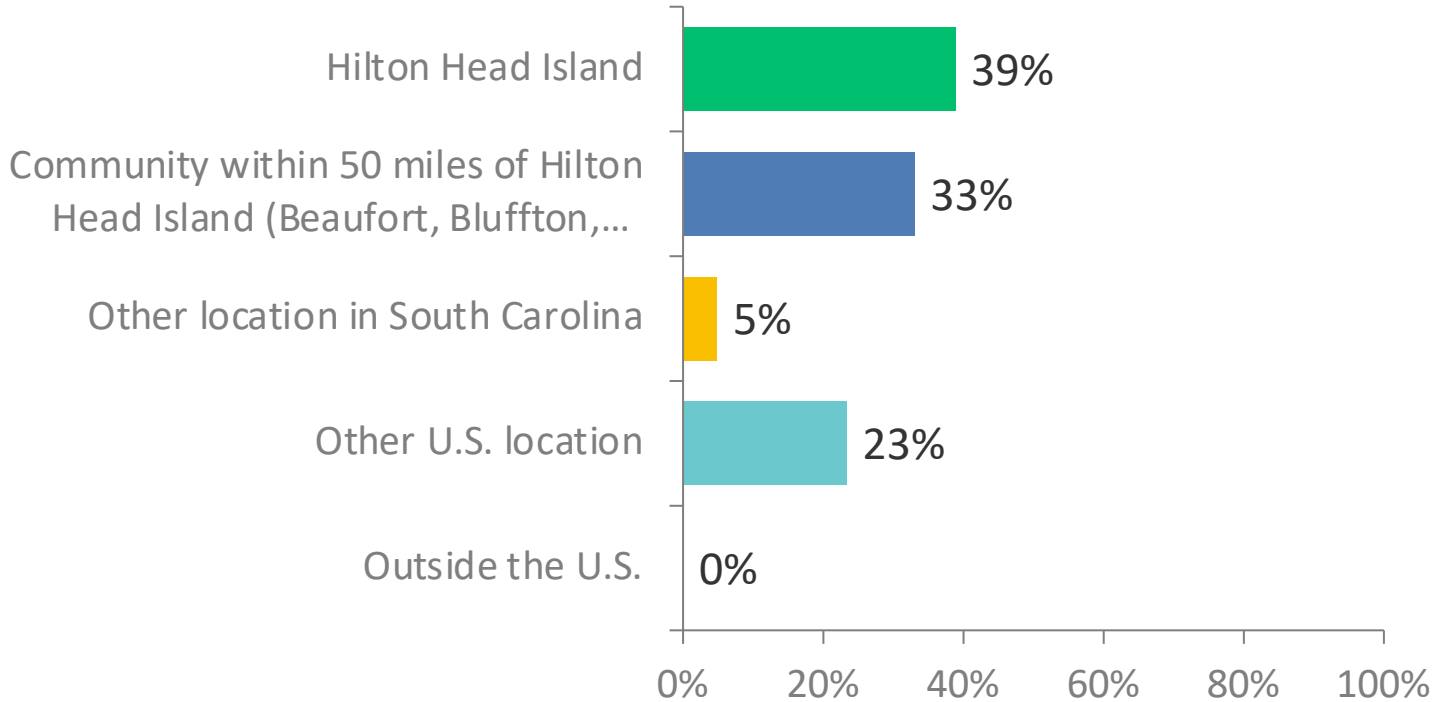 Hilton Head Island
39%
Community within 50 miles of Hilton
Head Island (Beaufort, Bluffton,…
33%
Other location in South Carolina
5%
Other U.S. location
23%
Outside the U.S.
0%
0% 20% 40% 60% 80% 100%